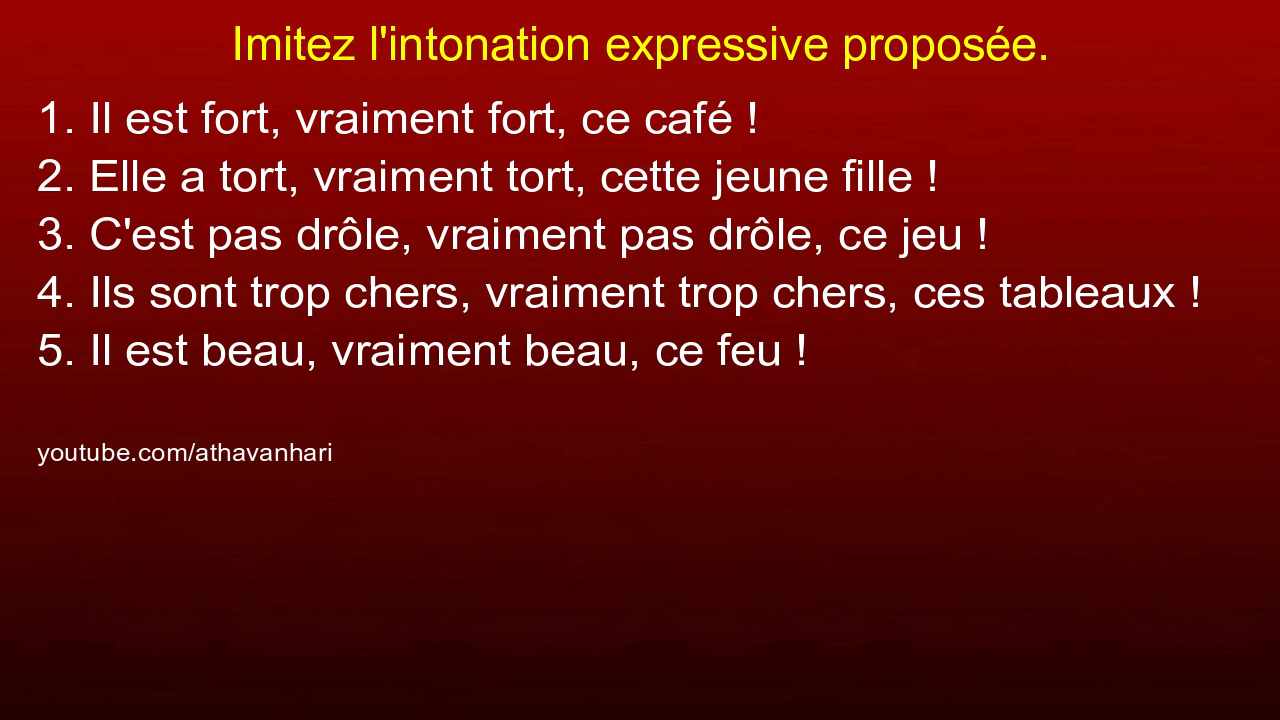 Imitez l'intonation expressive proposée.
1. Il est fort, vraiment fort, ce café !
2. Elle a tort, vraiment tort, cette jeune fille !
3. C'est pas drôle, vraiment pas drôle, ce jeu !
4. Ils sont trop chers, vraiment trop chers, ces tableaux !
5. Il est beau, vraiment beau, ce feu !
youtube.com/athavanhari